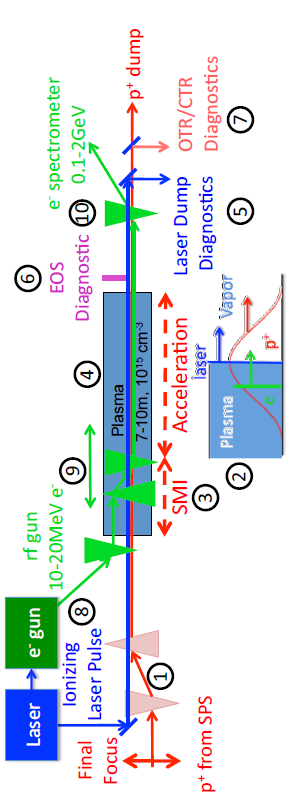 Laser
e- gun
Ionizing
Laser Pulse
8
rf gun
10-20MeV e-
9
4
6
EOS
Diagnostic
10
e- spectrometer
0.1-2GeV
p+ dump
Final
Focus
Plasma
7-10m, 10^15 cm-3
1
p+ from SPS
SMI
3
Acceleration
Laser Dump
Diagnostics
5
OTR/CTR
Diagnostics
7
2
Plasma
laser
Vapor
e-
p+